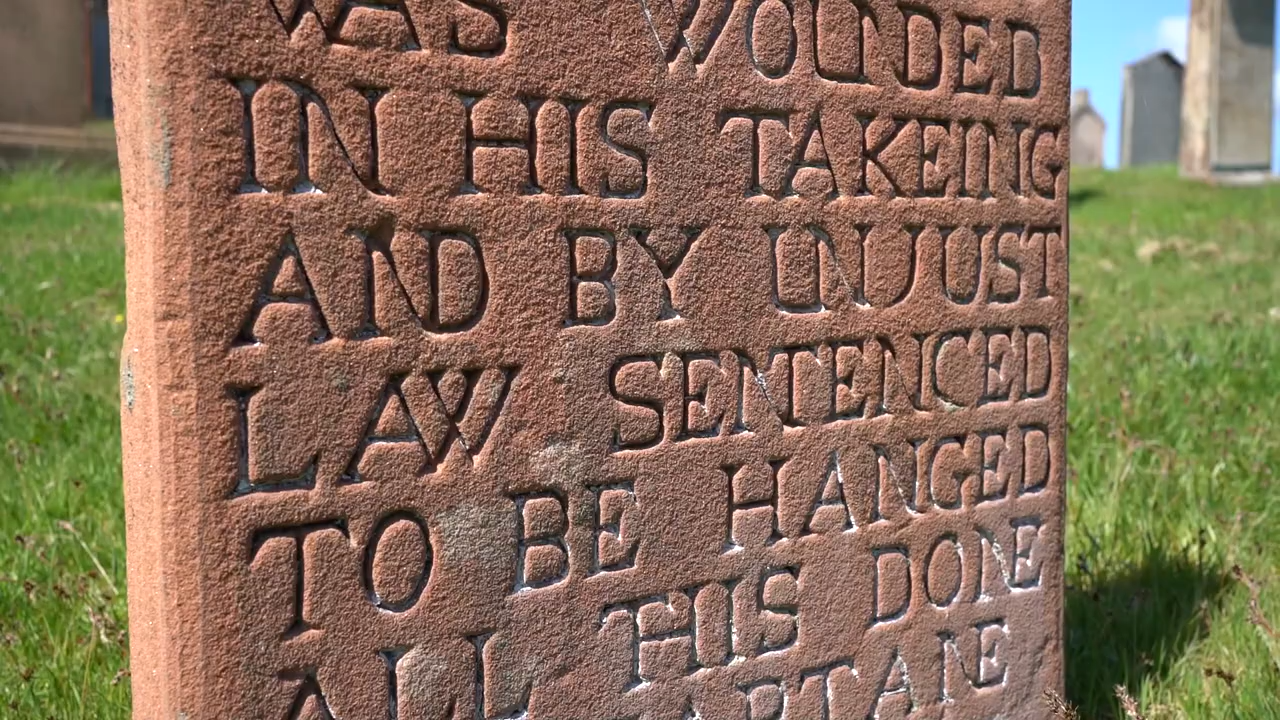 WAS WOUNDED
IN HIS TAKEING
AND BY UNJUST
LAW SENTENCED
TO BE HANGED
ALL THIS DONE